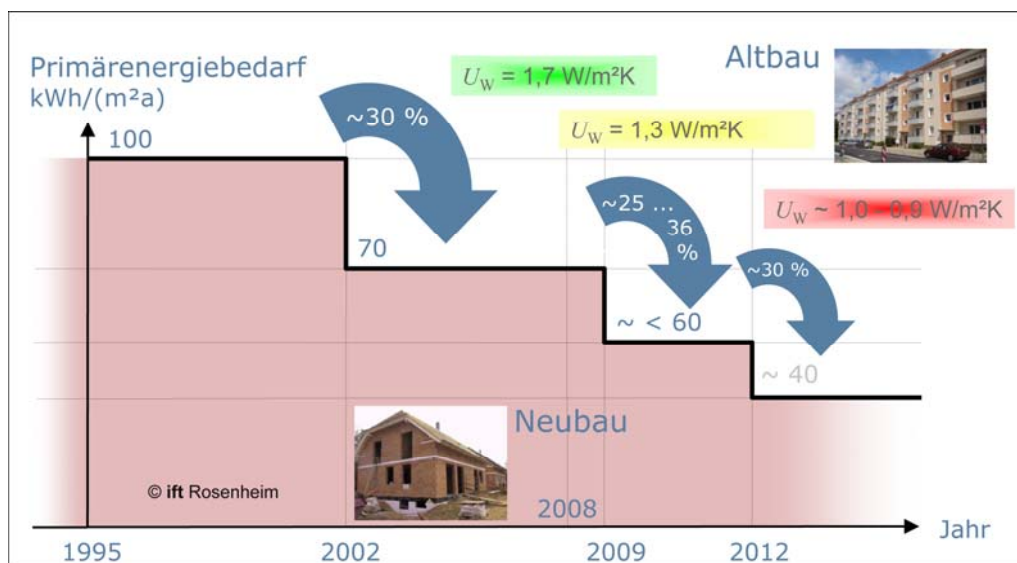 Primärenergiebedarf
kWh/(m²a)
100
~30 %
U_W = 1,7 W/m²K
Altbau
U_W = 1,3 W/m²K
~25 ...
36
%
U_W ~ 1,0 - 0,9 W/m²K
70
~30 %
~ < 60
~ 40
Neubau
© ift Rosenheim
2008
Jahr
1995
2002
2009
2012